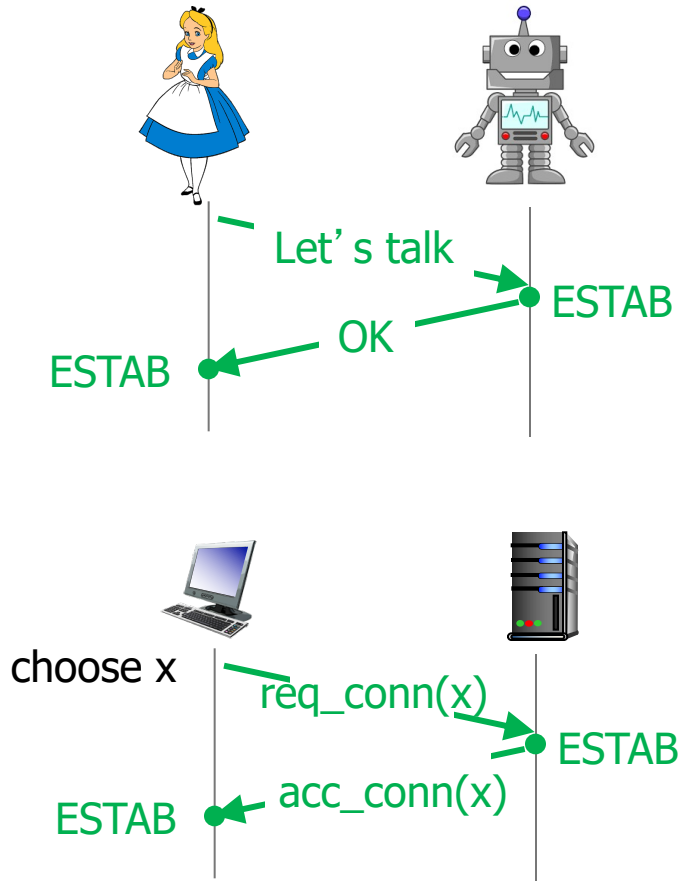 Let’s talk
ESTAB
OK
ESTAB
choose x
req_conn(x)
ESTAB
acc_conn(x)
ESTAB